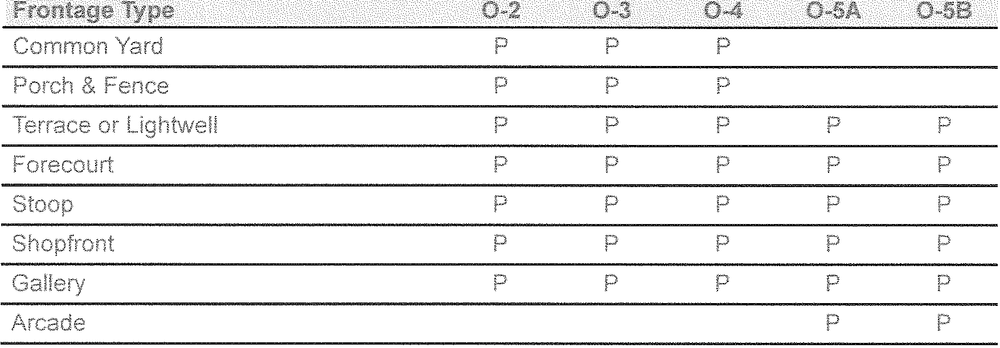 Frontage Type O-2 O-3 O-4 O-5A O-5B
Common Yard P P P
Porch & Fence P P P
Terrace or Lightwell P P P P P
Forecourt P P P P P
Stoop P P P P P
Shopfront P P P P P
Gallery P P P P P
Arcade P P